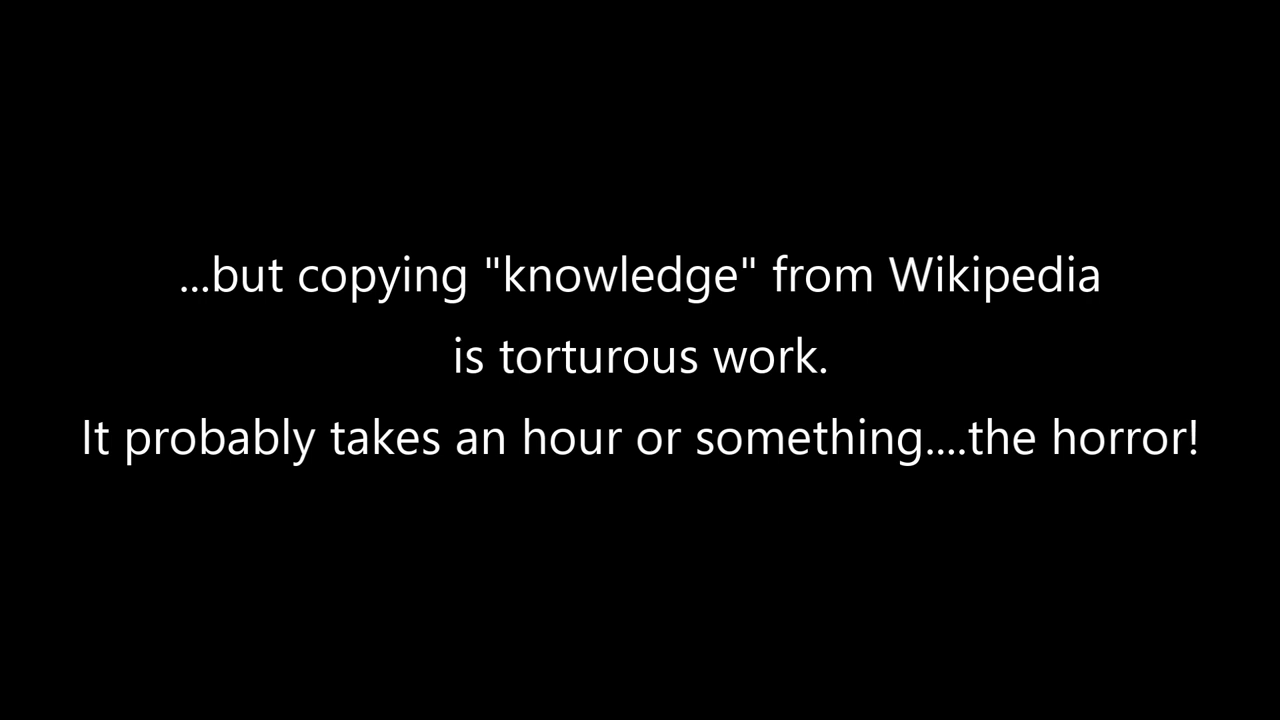 ...but copying "knowledge" from Wikipedia
is torturous work.
It probably takes an hour or something....the horror!